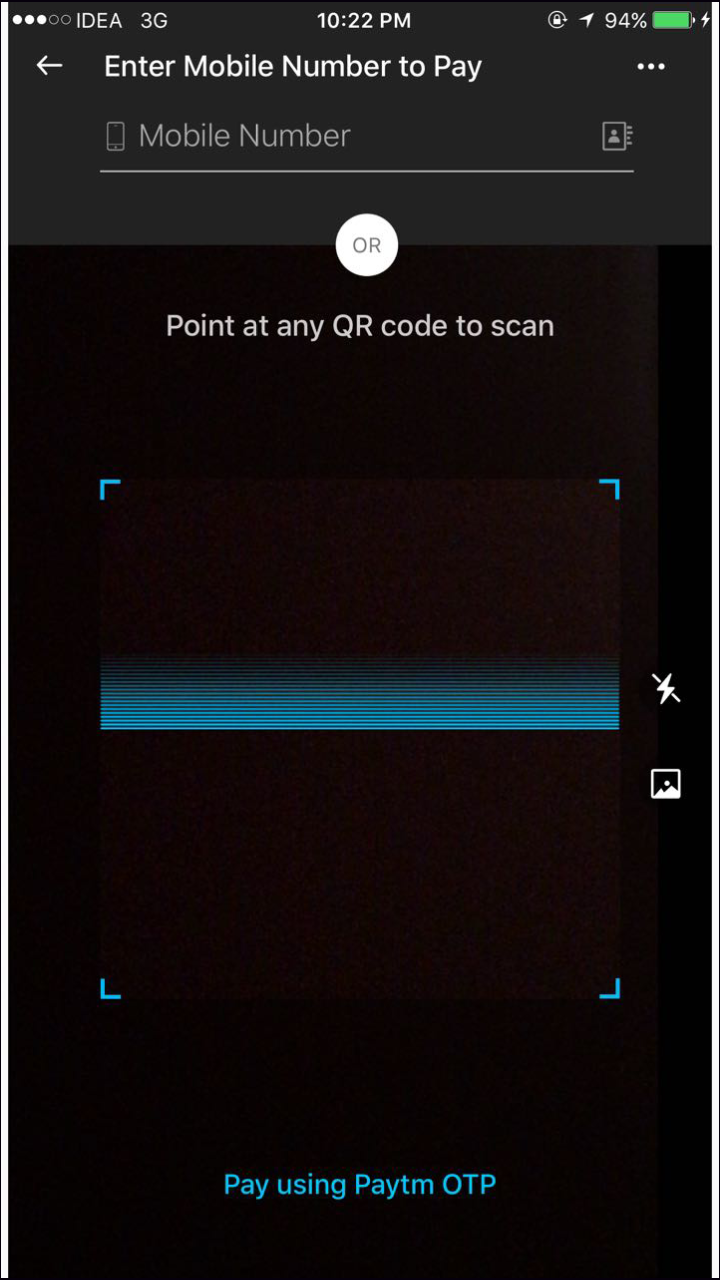 IDEA 3G 10:22 PM 94%
Enter Mobile Number to Pay
Mobile Number
OR
Point at any QR code to scan
Pay using Paytm OTP